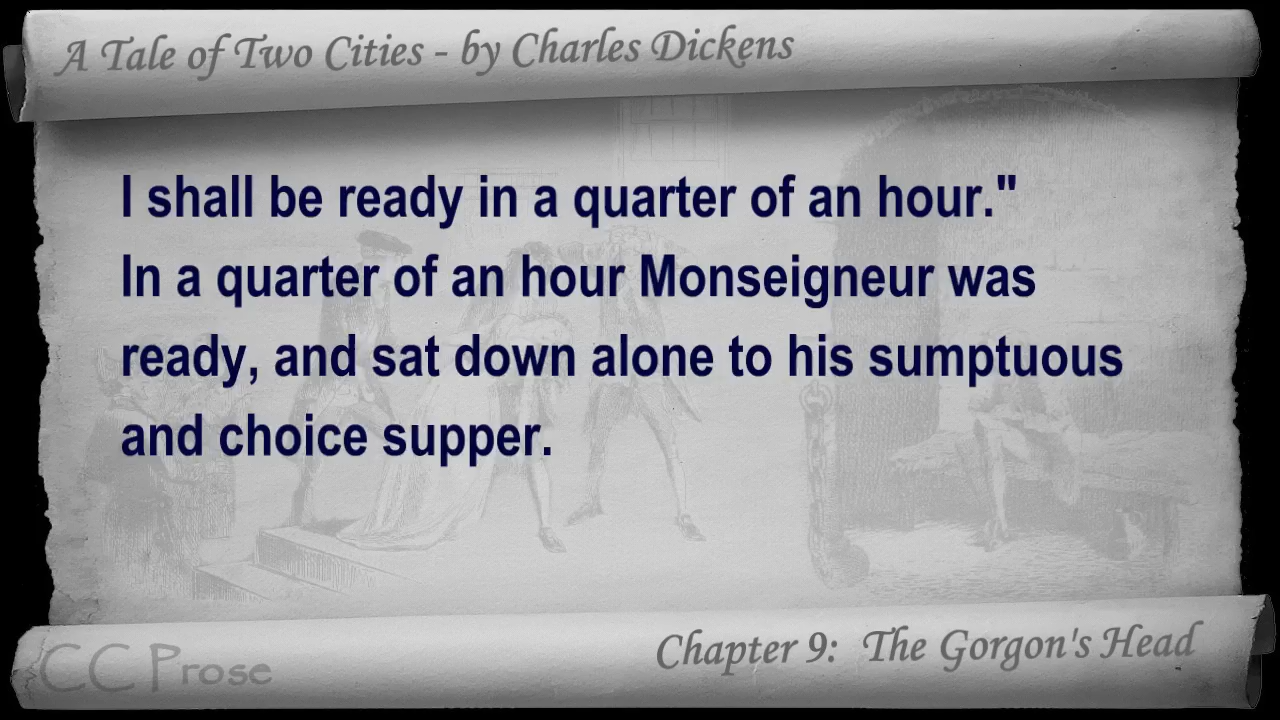 A Tale of Two Cities - by Charles Dickens
I shall be ready in a quarter of an hour."
In a quarter of an hour Monseigneur was
ready, and sat down alone to his sumptuous
and choice supper.
CC Prose
Chapter 9: The Gorgon's Head